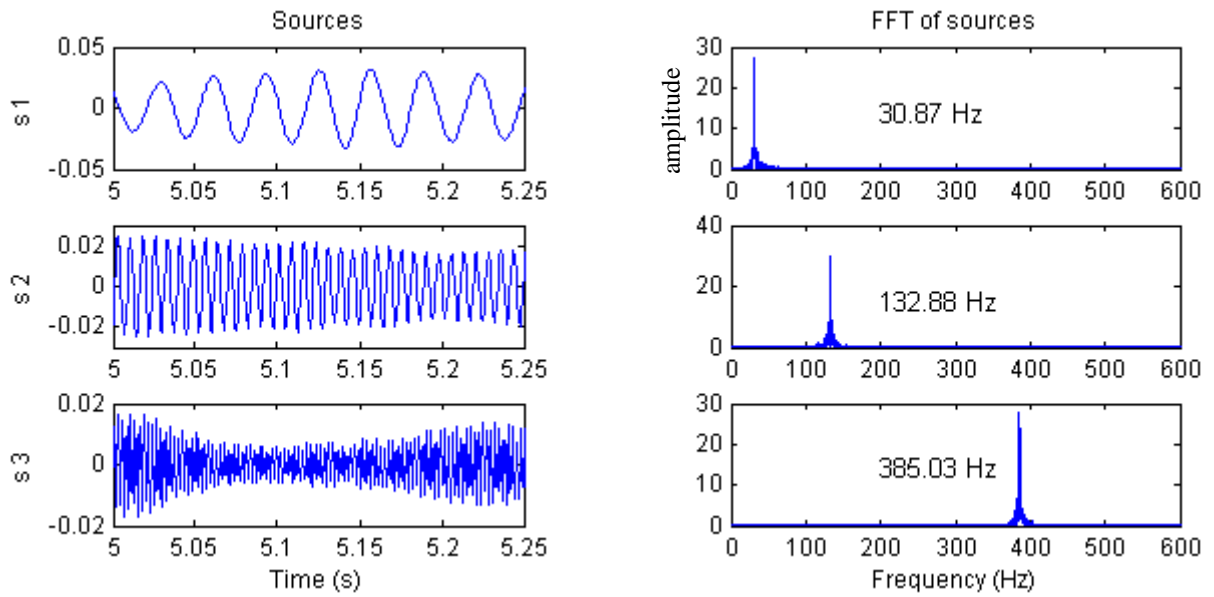 Sources
FFT of sources
s 1
0.05
0
-0.05
5 5.05 5.1 5.15 5.2 5.25
amplitude
30
20
10
0
30.87 Hz
0 100 200 300 400 500 600
s 2
0.02
0
-0.02
5 5.05 5.1 5.15 5.2 5.25
40
20
0
132.88 Hz
0 100 200 300 400 500 600
s 3
0.02
0
-0.02
5 5.05 5.1 5.15 5.2 5.25
Time (s)
30
20
10
0
385.03 Hz
0 100 200 300 400 500 600
Frequency (Hz)